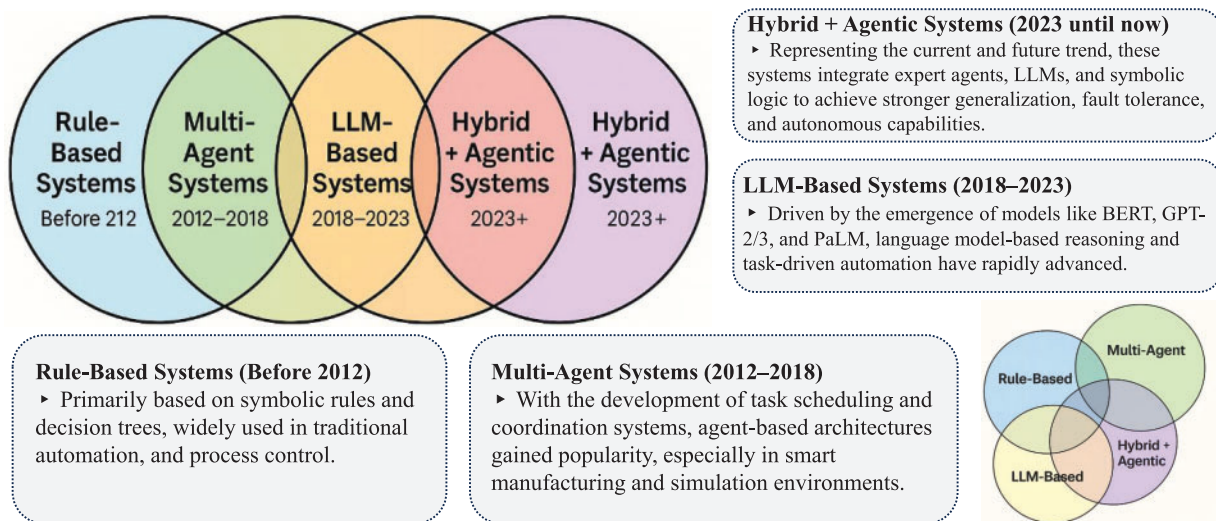 Rule-
Based
Systems
Before 212
Multi-
Agent
Systems
2012–2018
LLM-
Based
Systems
2018–2023
Hybrid
+ Agentic
Systems
2023+
Hybrid
+ Agentic
Systems
2023+
Hybrid + Agentic Systems (2023 until now)
‣ Representing the current and future trend, these
systems integrate expert agents, LLMs, and symbolic
logic to achieve stronger generalization, fault tolerance,
and autonomous capabilities.
LLM-Based Systems (2018–2023)
‣ Driven by the emergence of models like BERT, GPT-
2/3, and PaLM, language model-based reasoning and
task-driven automation have rapidly advanced.
Rule-Based Systems (Before 2012)
‣ Primarily based on symbolic rules and
decision trees, widely used in traditional
automation, and process control.
Multi-Agent Systems (2012–2018)
‣ With the development of task scheduling and
coordination systems, agent-based architectures
gained popularity, especially in smart
manufacturing and simulation environments.
Multi-Agent
Rule-Based
Hybrid +
Agentic
LLM-Based